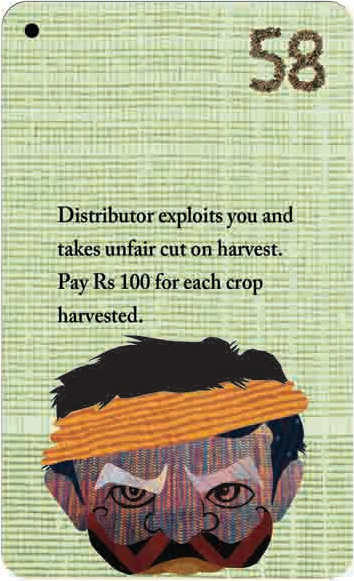 58
Distributor exploits you and
takes unfair cut on harvest.
Pay Rs 100 for each crop
harvested.